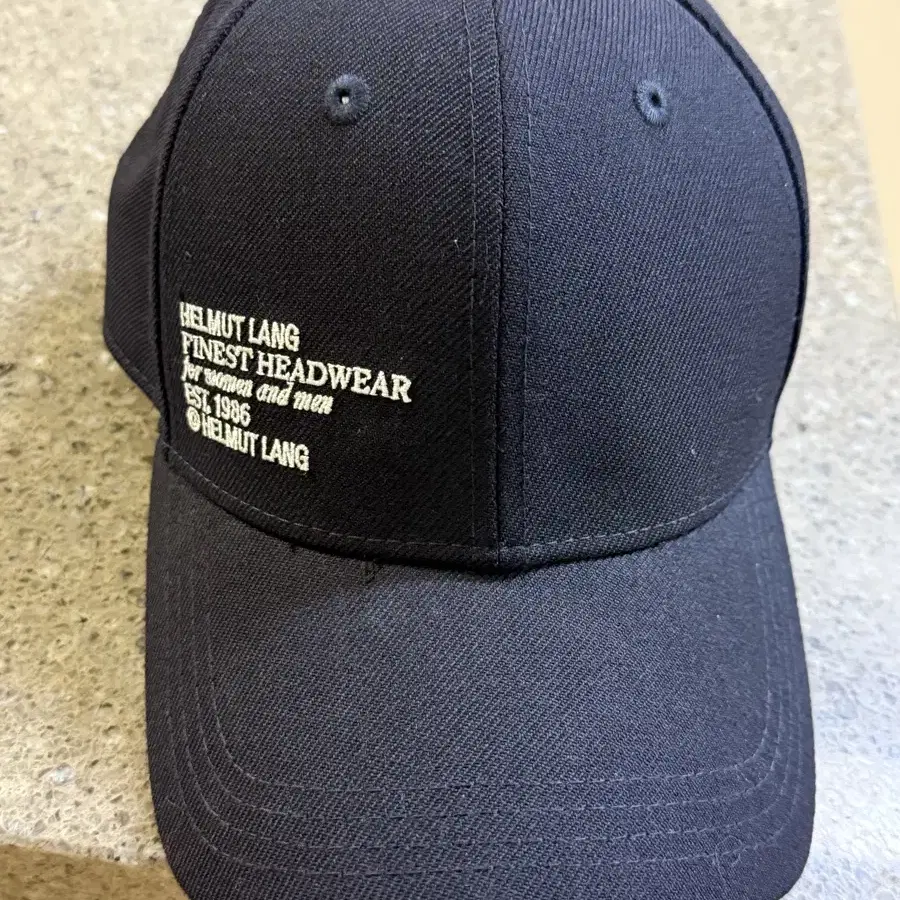 HELMUT LANG
FINEST HEADWEAR
for women and men
EST. 1986
© HELMUT LANG